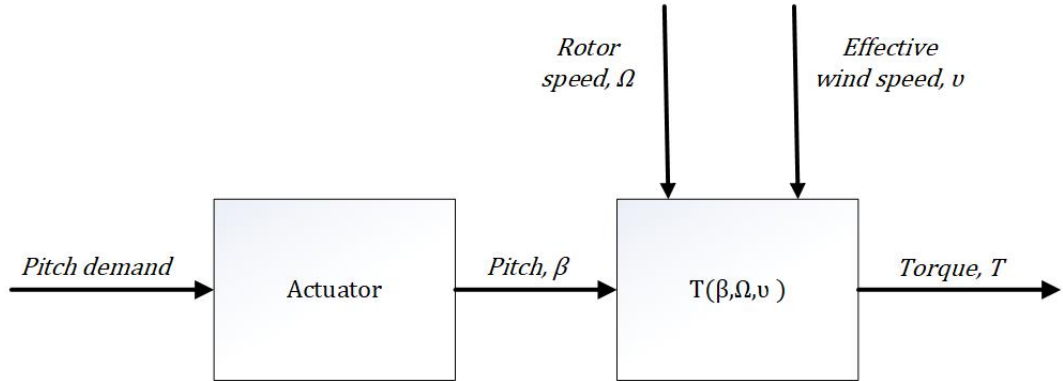 Rotor
speed, Ω
Effective
wind speed, υ
Pitch demand
Actuator
Pitch, β
T(β,Ω,υ)
Torque, T